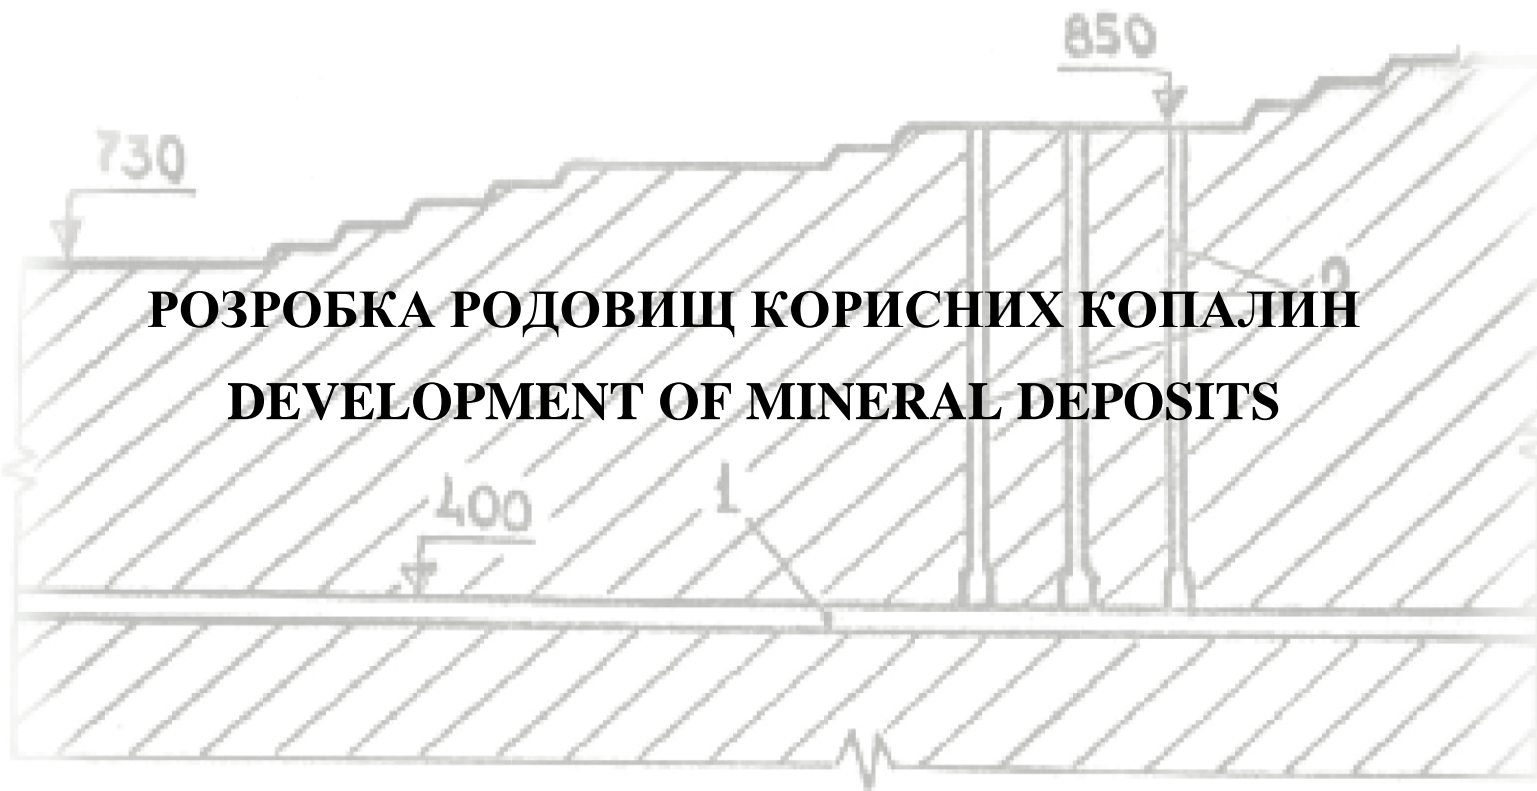 850
730
РОЗРОБКА РОДОВИЩ КОРИСНИХ КОПАЛИН
DEVELOPMENT OF MINERAL DEPOSITS
400
1